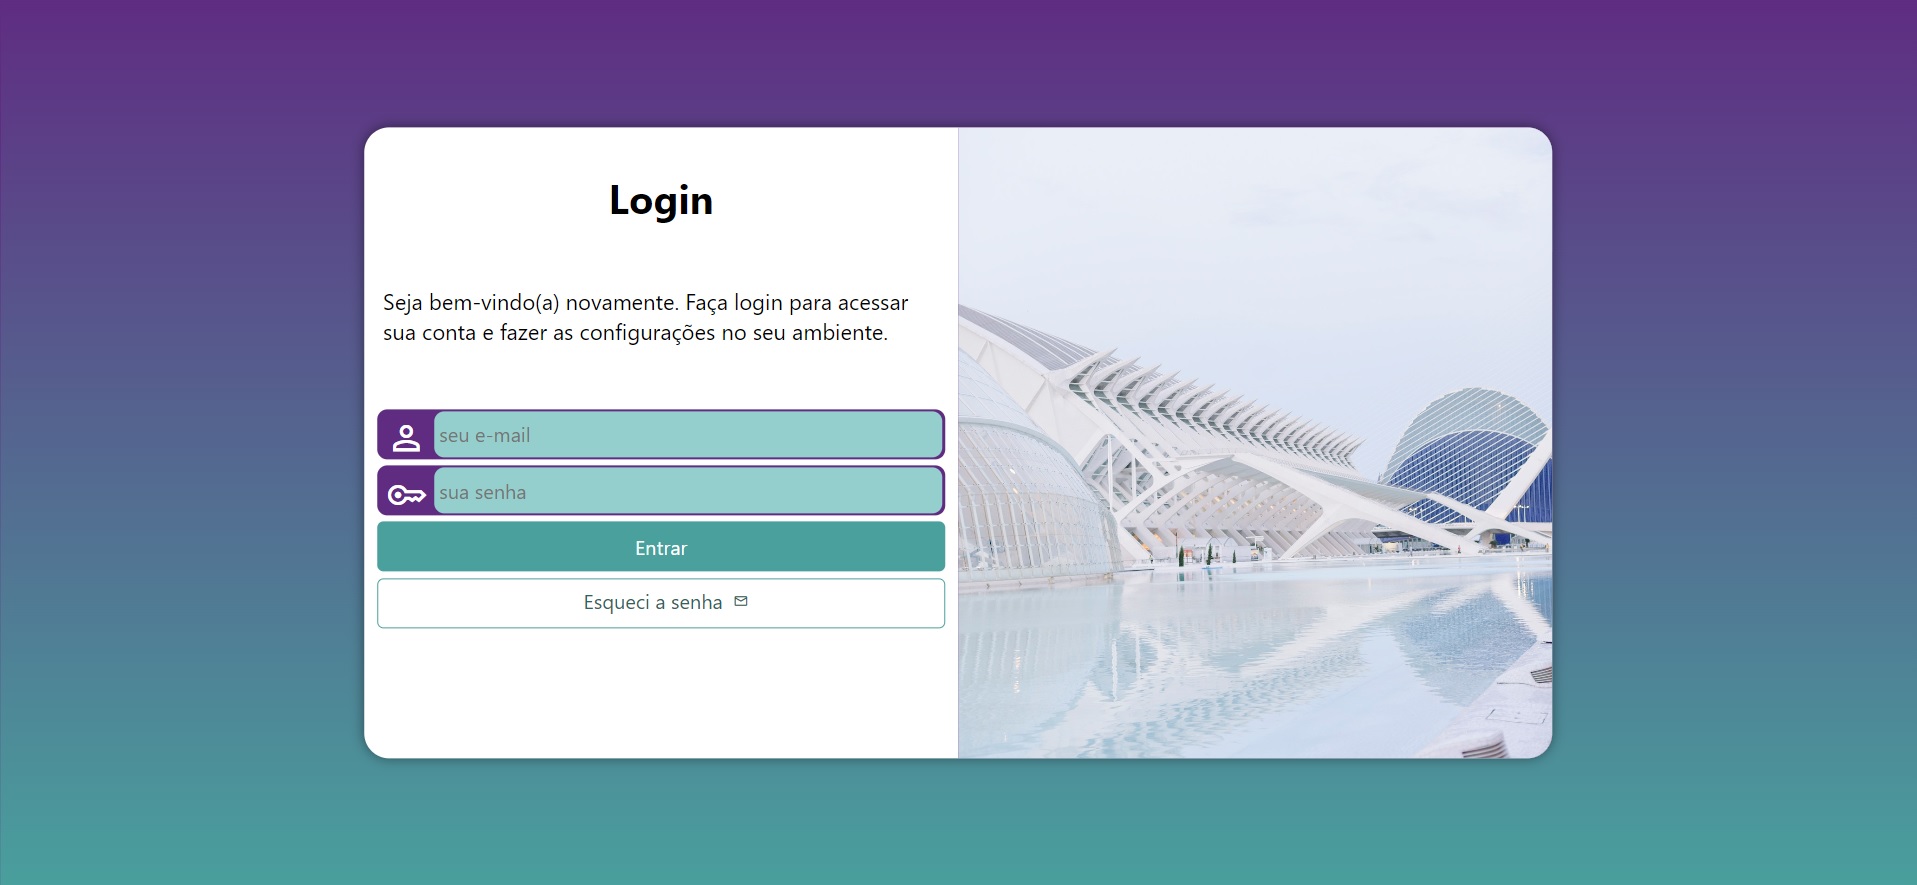 Login
Seja bem-vindo(a) novamente. Faça login para acessar
sua conta e fazer as configurações no seu ambiente.
seu e-mail
sua senha
Entrar
Esqueci a senha